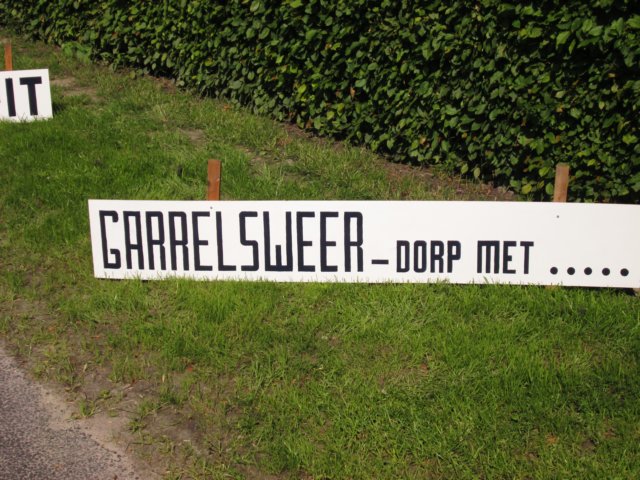 IT
GARRELSWEER - DORP MET .....